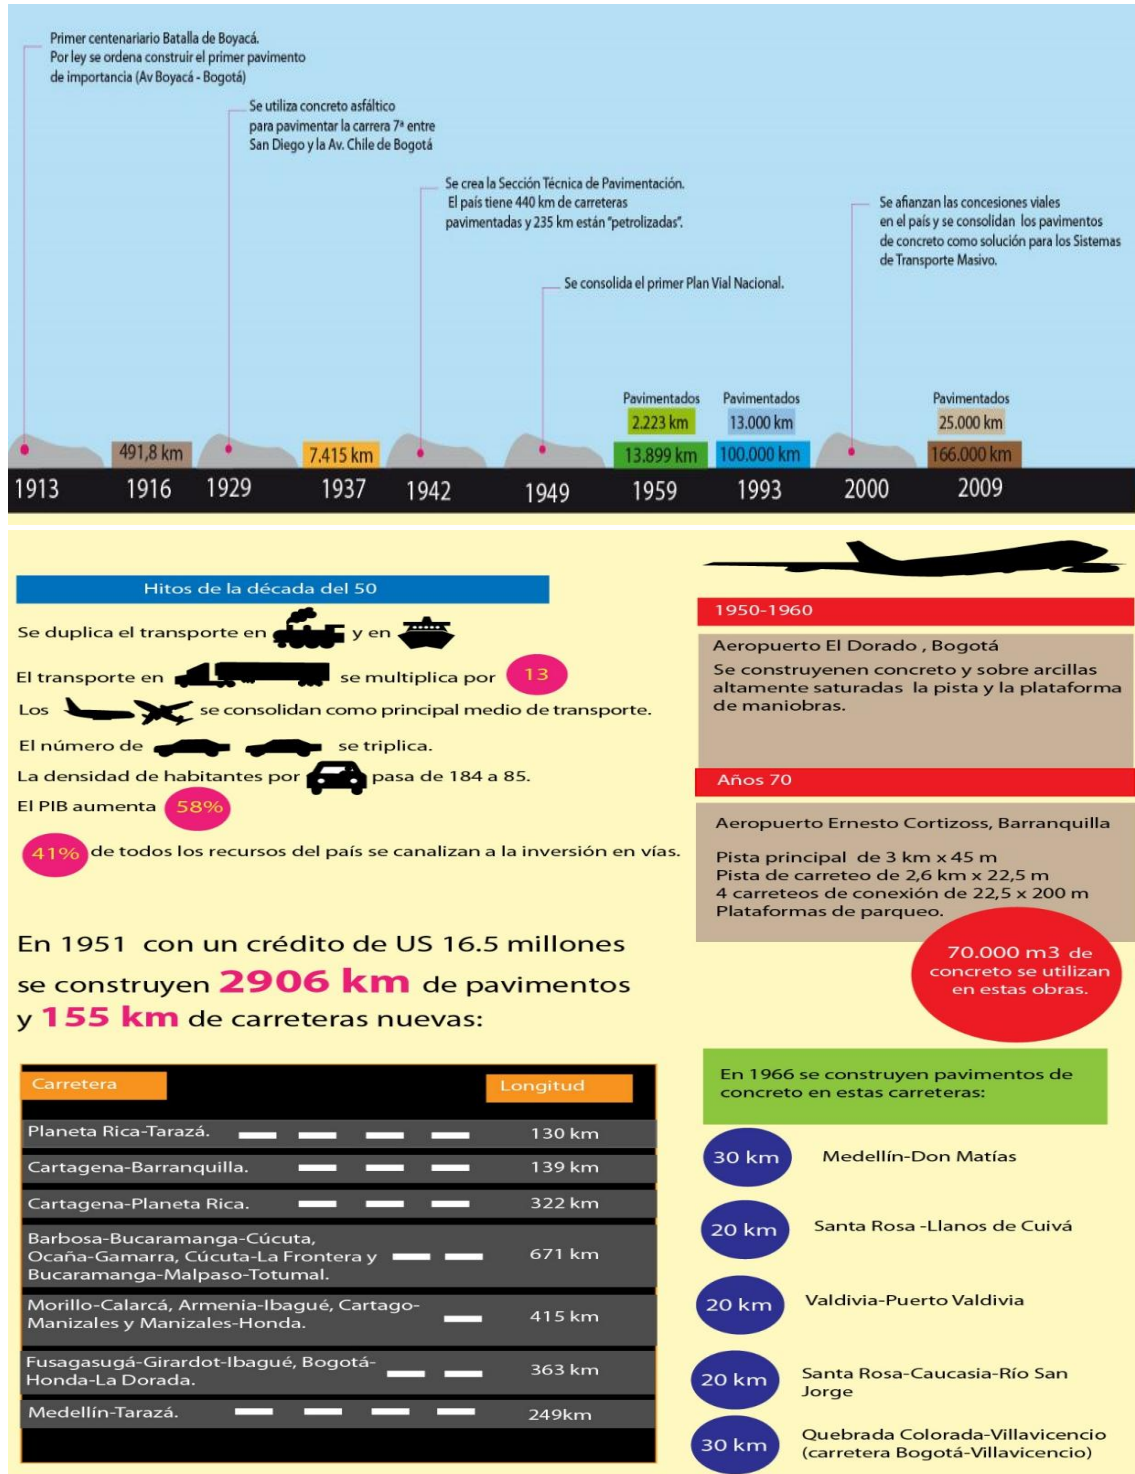 Primer centenariario Batalla de Boyacá.
Por ley se ordena construir el primer pavimento
de importancia (Av Boyacá - Bogotá)
Se utiliza concreto asfáltico
para pavimentar la carrera 7ª entre
San Diego y la Av. Chile de Bogotá
Se crea la Sección Técnica de Pavimentación.
El país tiene 440 km de carreteras
pavimentadas y 235 km están “petrolizadas”.
Se consolida el primer Plan Vial Nacional.
Se afianzan las concesiones viales
en el país y se consolidan los pavimentos
de concreto como solución para los Sistemas
de Transporte Masivo.
Pavimentados Pavimentados Pavimentados
2.223 km 13.000 km 25.000 km
491,8 km 7.415 km 13.899 km 100.000 km 166.000 km
1913 1916 1929 1937 1942 1949 1959 1993 2000 2009
Hitos de la década del 50
Se duplica el transporte en y en
El transporte en se multiplica por 13
Los se consolidan como principal medio de transporte.
El número de se triplica.
La densidad de habitantes por pasa de 184 a 85.
El PIB aumenta 58%
41% de todos los recursos del país se canalizan a la inversión en vías.
En 1951 con un crédito de US 16.5 millones
se construyen 2906 km de pavimentos
y 155 km de carreteras nuevas:
Carretera Longitud
Planeta Rica-Tarazá. 130 km
Cartagena-Barranquilla. 139 km
Cartagena-Planeta Rica. 322 km
Barbosa-Bucaramanga-Cúcuta,
Ocaña-Gamarra, Cúcuta-La Frontera y 671 km
Bucaramanga-Malpaso-Totumal.
Morillo-Calarcá, Armenia-Ibagué, Cartago-
Manizales y Manizales-Honda. 415 km
Fusagasugá-Girardot-Ibagué, Bogotá-
Honda-La Dorada. 363 km
Medellín-Tarazá. 249km
1950-1960
Aeropuerto El Dorado , Bogotá
Se construyenen concreto y sobre arcillas
altamente saturadas la pista y la plataforma
de maniobras.
Años 70
Aeropuerto Ernesto Cortizoss, Barranquilla
Pista principal de 3 km x 45 m
Pista de carreteo de 2,6 km x 22,5 m
4 carreteos de conexión de 22,5 x 200 m
Plataformas de parqueo.
70.000 m3 de
concreto se utilizan
en estas obras.
En 1966 se construyen pavimentos de
concreto en estas carreteras:
30 km Medellín-Don Matías
20 km Santa Rosa -Llanos de Cuivá
20 km Valdivia-Puerto Valdivia
20 km Santa Rosa-Caucasia-Río San
Jorge
30 km Quebrada Colorada-Villavicencio
(carretera Bogotá-Villavicencio)